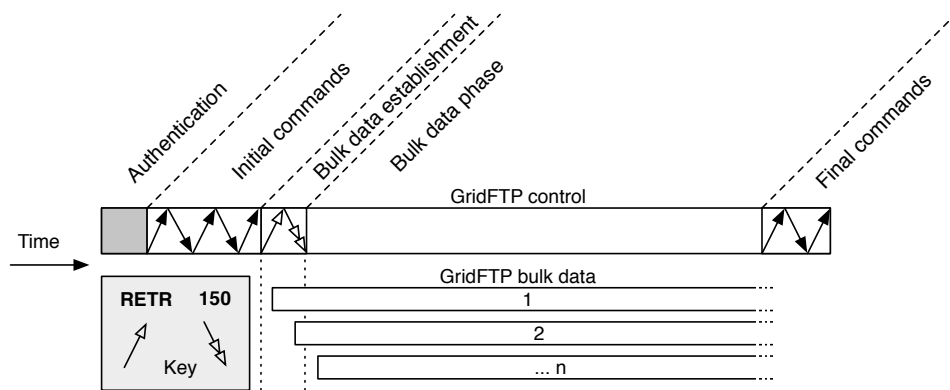 Authentication
Initial commands
Bulk data establishment
Bulk data phase
Final commands
GridFTP control
Time
GridFTP bulk data
RETR 150
1
2
Key
... n